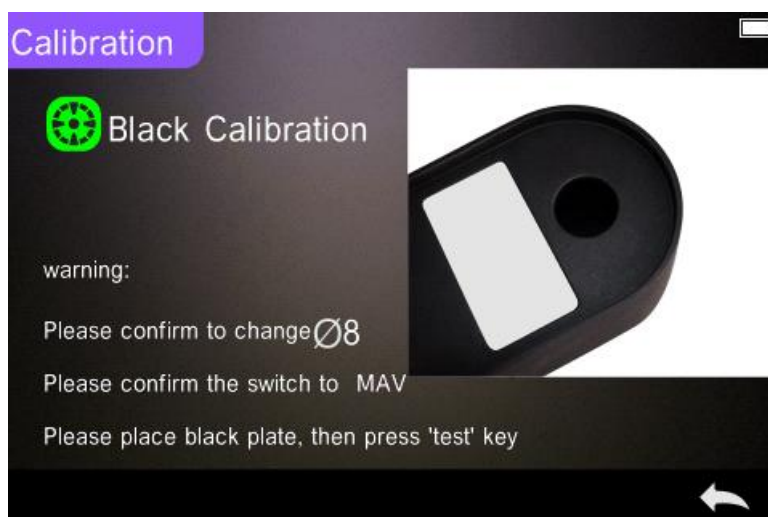 Calibration
Black Calibration
warning:
Please confirm to change∅8
Please confirm the switch to MAV
Please place black plate, then press 'test' key